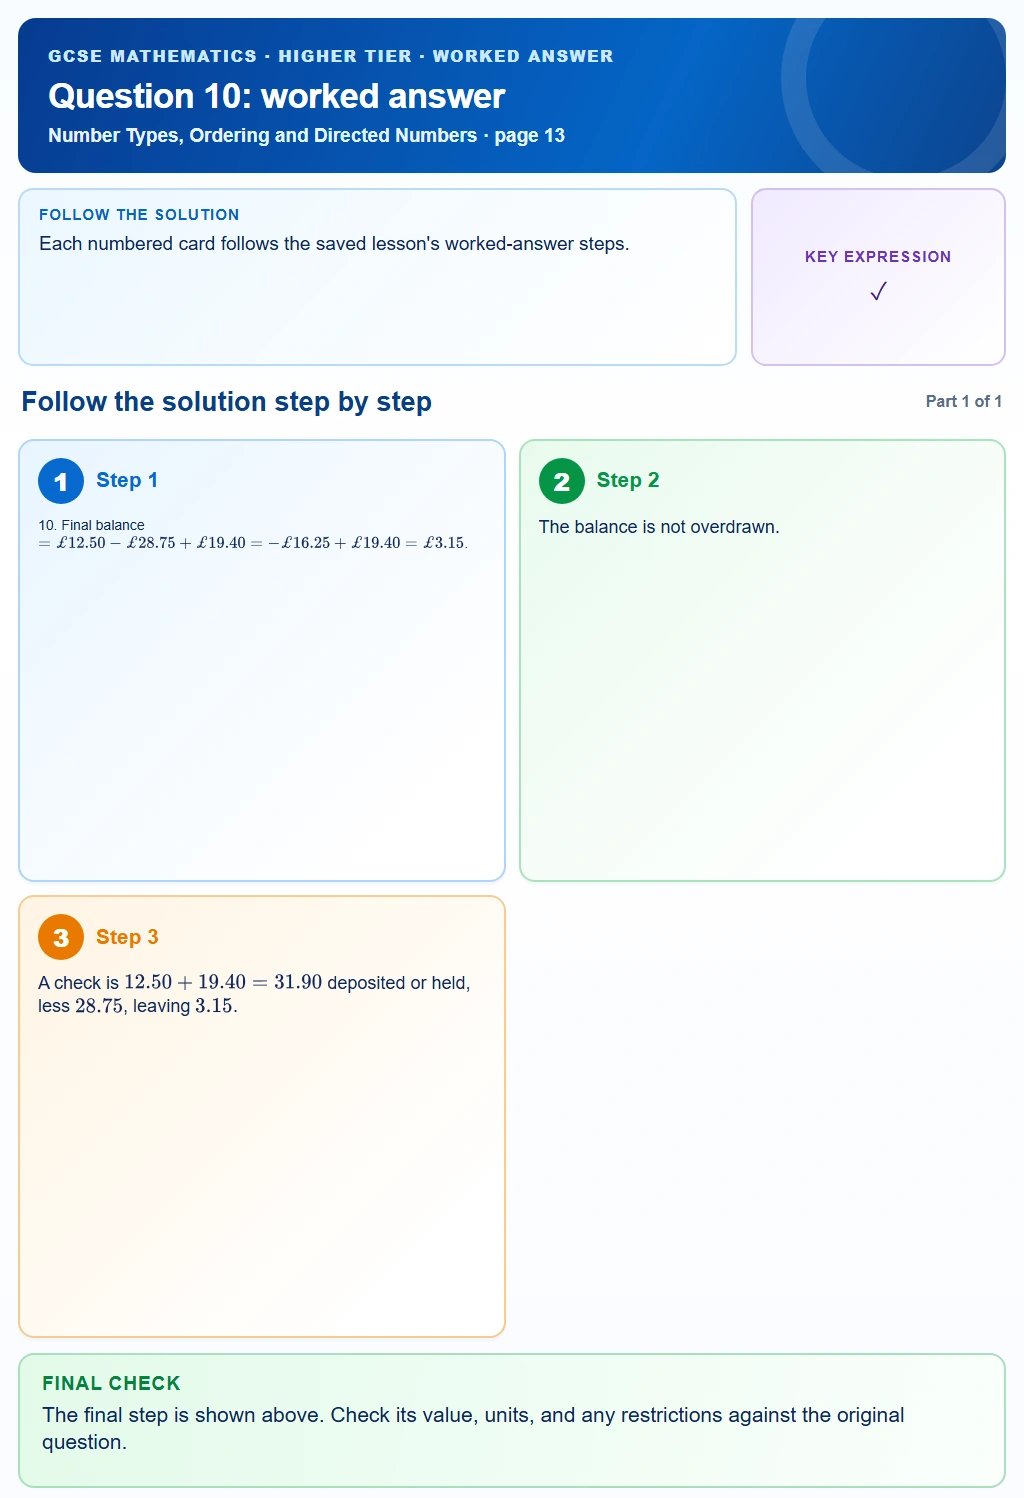 GCSE MATHEMATICS · HIGHER TIER · WORKED ANSWER
Question 10: worked answer
Number Types, Ordering and Directed Numbers · page 13
FOLLOW THE SOLUTION
Each numbered card follows the saved lesson's worked-answer steps.
KEY EXPRESSION
✓
Follow the solution step by step
Part 1 of 1
1 Step 1
10. Final balance
= £12.50 − £28.75 + £19.40 = −£16.25 + £19.40 = £3.15.
2 Step 2
The balance is not overdrawn.
3 Step 3
A check is 12.50 + 19.40 = 31.90 deposited or held,
less 28.75, leaving 3.15.
FINAL CHECK
The final step is shown above. Check its value, units, and any restrictions against the original
question.